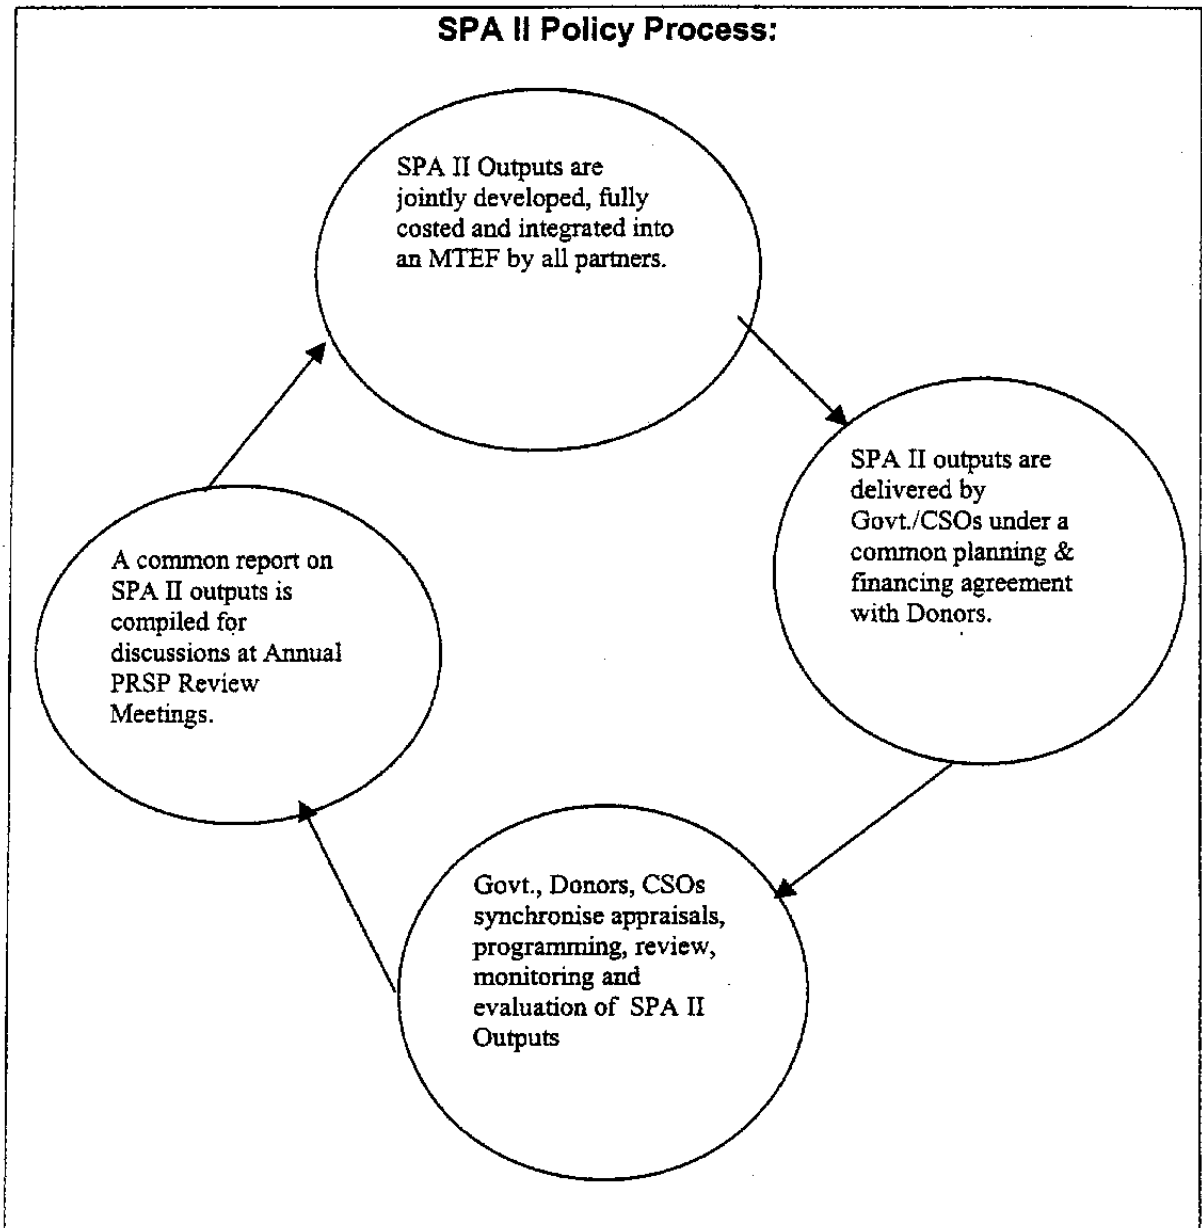 SPA II Policy Process:
SPA II Outputs are
jointly developed, fully
costed and integrated into
an MTEF by all partners.
SPA II outputs are
delivered by
Govt./CSOs under a
common planning &
financing agreement
with Donors.
Govt., Donors, CSOs
synchronise appraisals,
programming, review,
monitoring and
evaluation of SPA II
Outputs
A common report on
SPA II outputs is
compiled for
discussions at Annual
PRSP Review
Meetings.